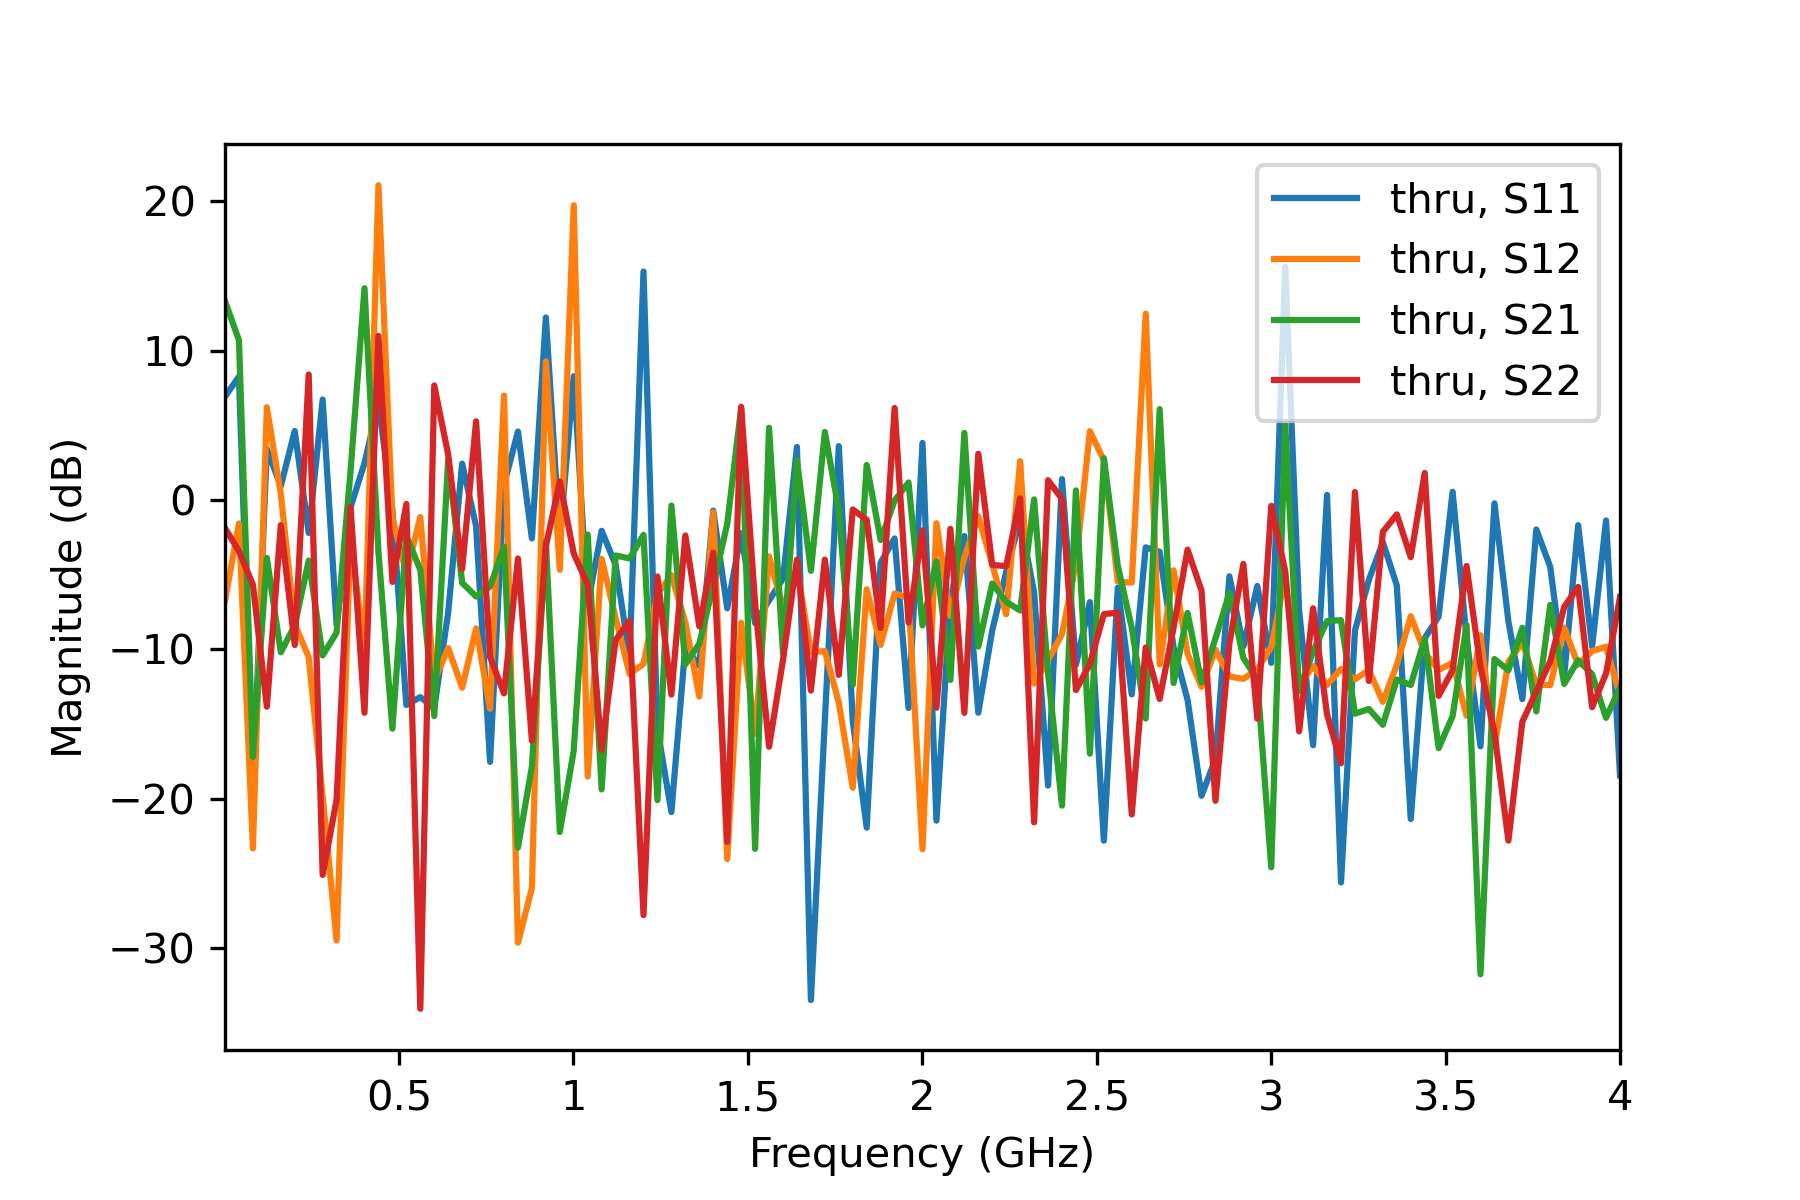 20
10
0
−10
−20
−30
Magnitude (dB)
thru, S11
thru, S12
thru, S21
thru, S22
0.5 1 1.5 2 2.5 3 3.5 4
Frequency (GHz)